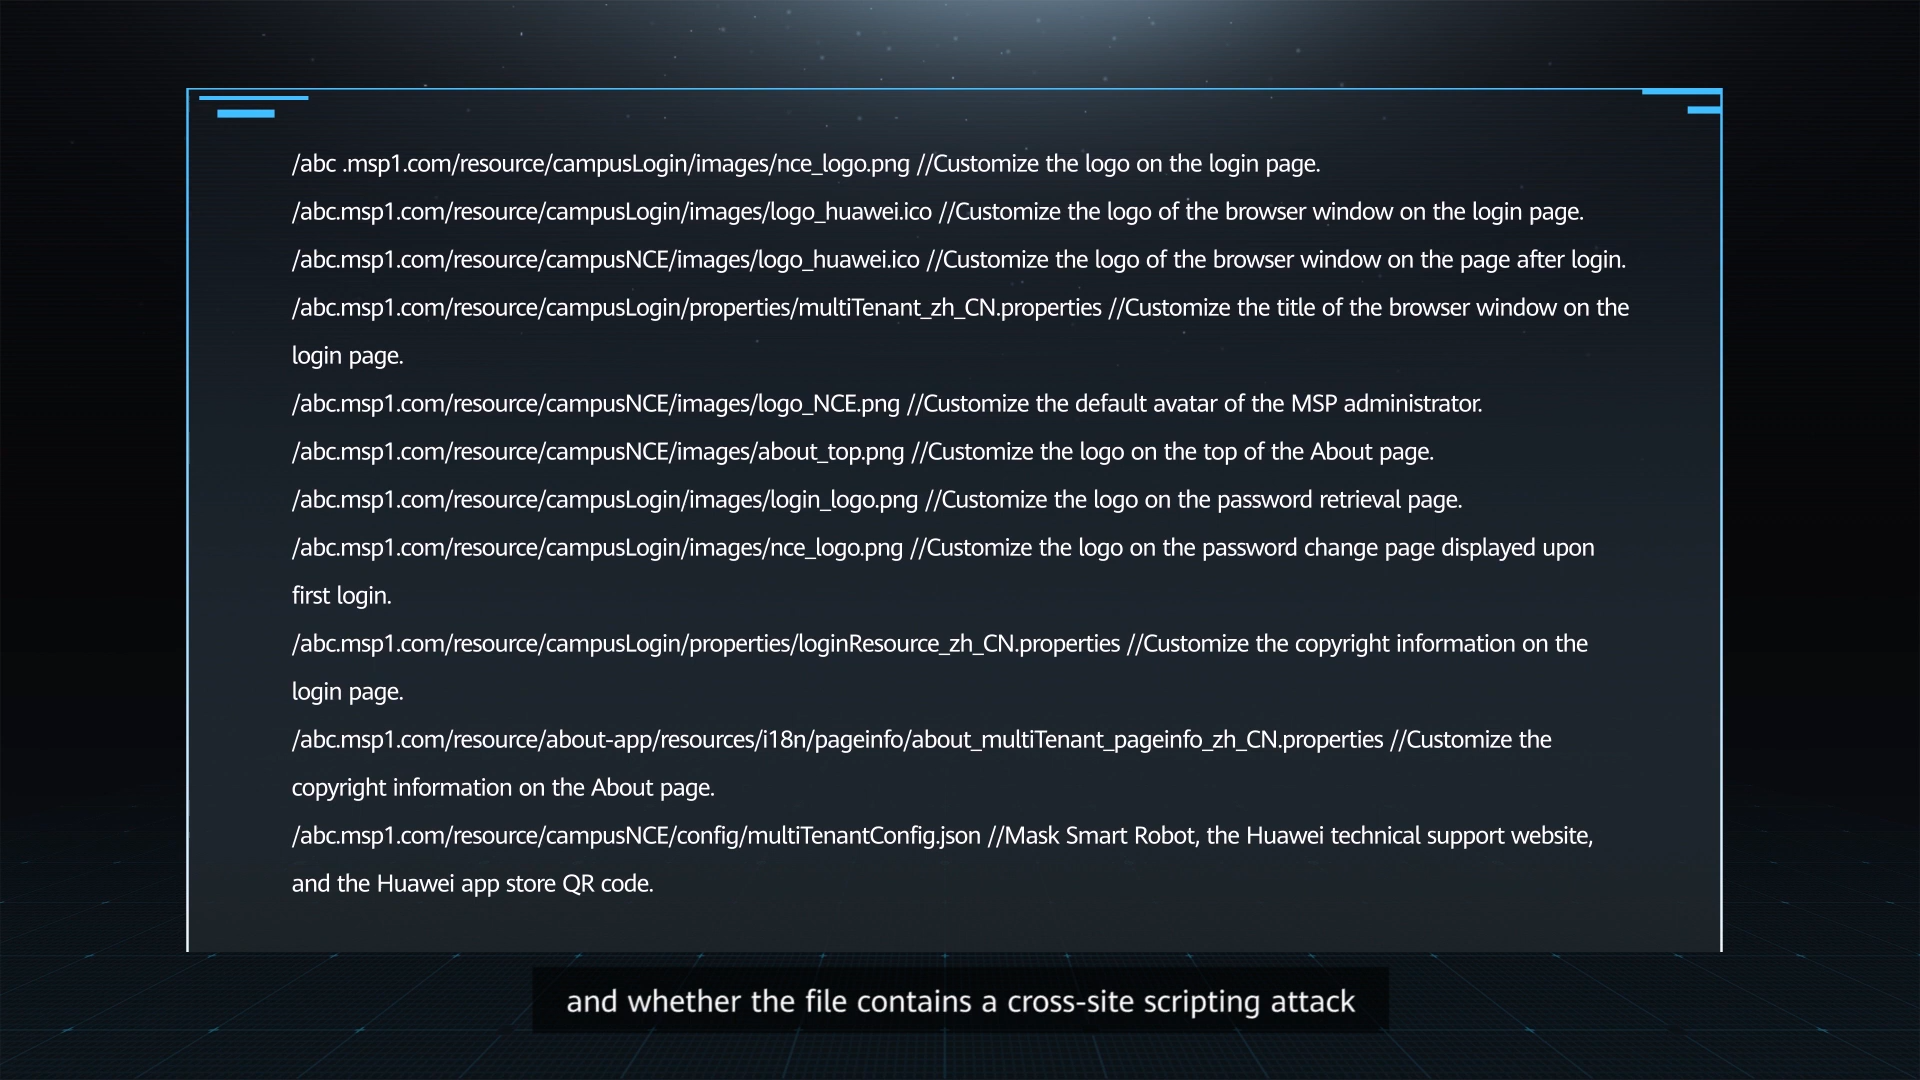 /abc .msp1.com/resource/campusLogin/images/nce_logo.png //Customize the logo on the login page.
/abc.msp1.com/resource/campusLogin/images/logo_huawei.ico //Customize the logo of the browser window on the login page.
/abc.msp1.com/resource/campusNCE/images/logo_huawei.ico //Customize the logo of the browser window on the page after login.
/abc.msp1.com/resource/campusLogin/properties/multiTenant_zh_CN.properties //Customize the title of the browser window on the
login page.
/abc.msp1.com/resource/campusNCE/images/logo_NCE.png //Customize the default avatar of the MSP administrator.
/abc.msp1.com/resource/campusNCE/images/about_top.png //Customize the logo on the top of the About page.
/abc.msp1.com/resource/campusLogin/images/login_logo.png //Customize the logo on the password retrieval page.
/abc.msp1.com/resource/campusLogin/images/nce_logo.png //Customize the logo on the password change page displayed upon
first login.
/abc.msp1.com/resource/campusLogin/properties/loginResource_zh_CN.properties //Customize the copyright information on the
login page.
/abc.msp1.com/resource/about-app/resources/i18n/pageinfo/about_multiTenant_pageinfo_zh_CN.properties //Customize the
copyright information on the About page.
/abc.msp1.com/resource/campusNCE/config/multiTenantConfig.json //Mask Smart Robot, the Huawei technical support website,
and the Huawei app store QR code.
and whether the file contains a cross-site scripting attack